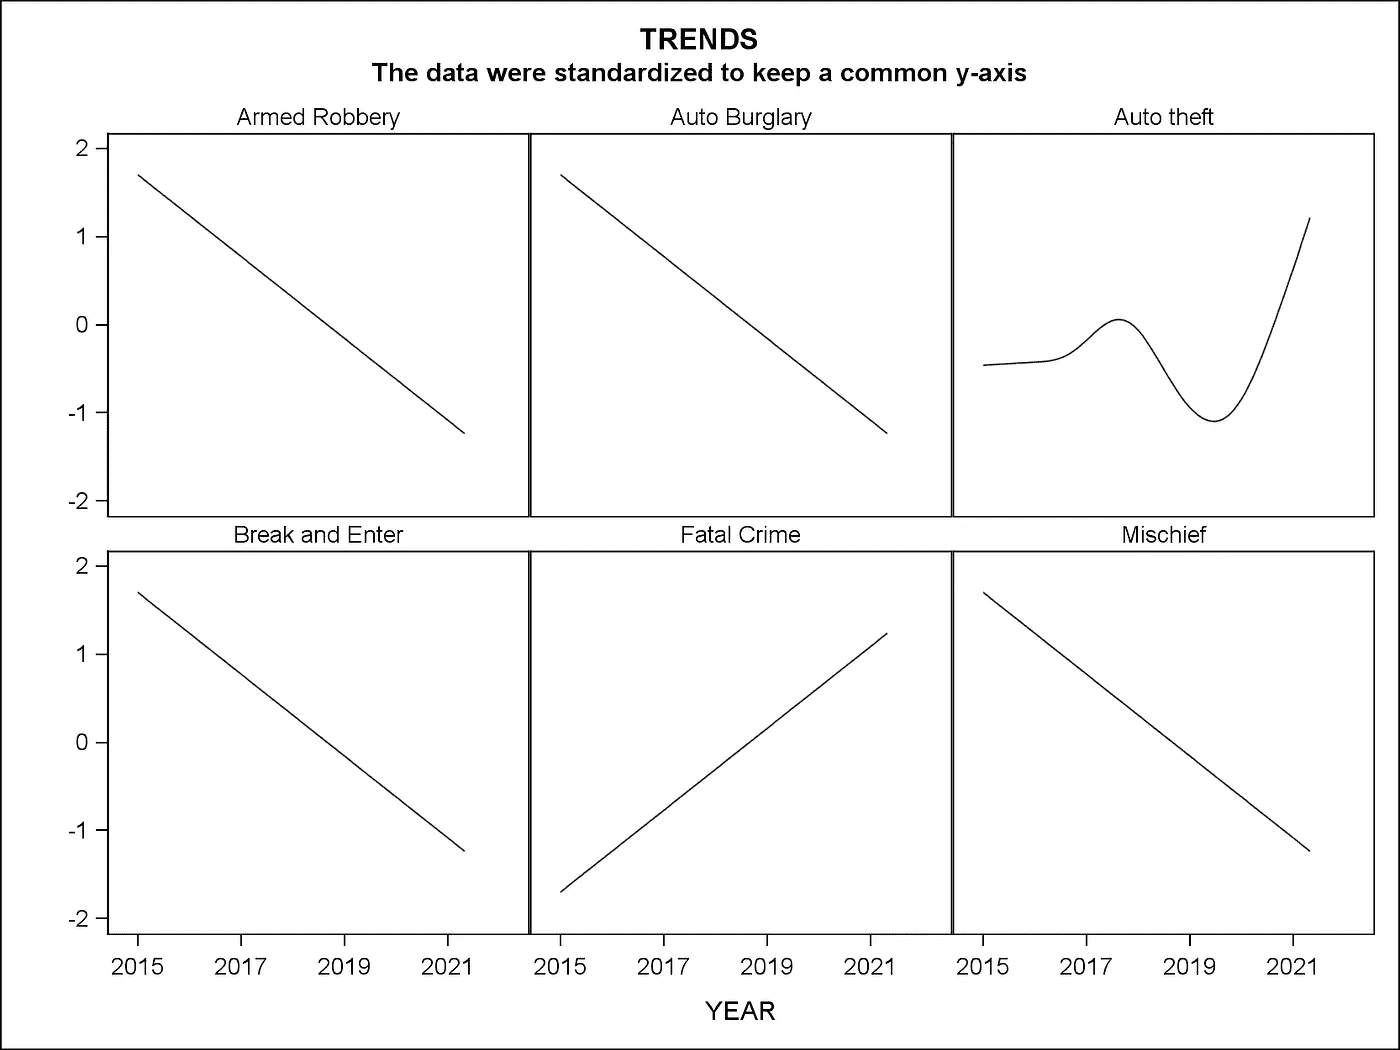 TRENDS
The data were standardized to keep a common y-axis
Armed Robbery
Auto Burglary
Auto theft
2
1
0
-1
-2
Break and Enter
Fatal Crime
Mischief
2
1
0
-1
-2
2015 2017 2019 2021
2015 2017 2019 2021
2015 2017 2019 2021
YEAR